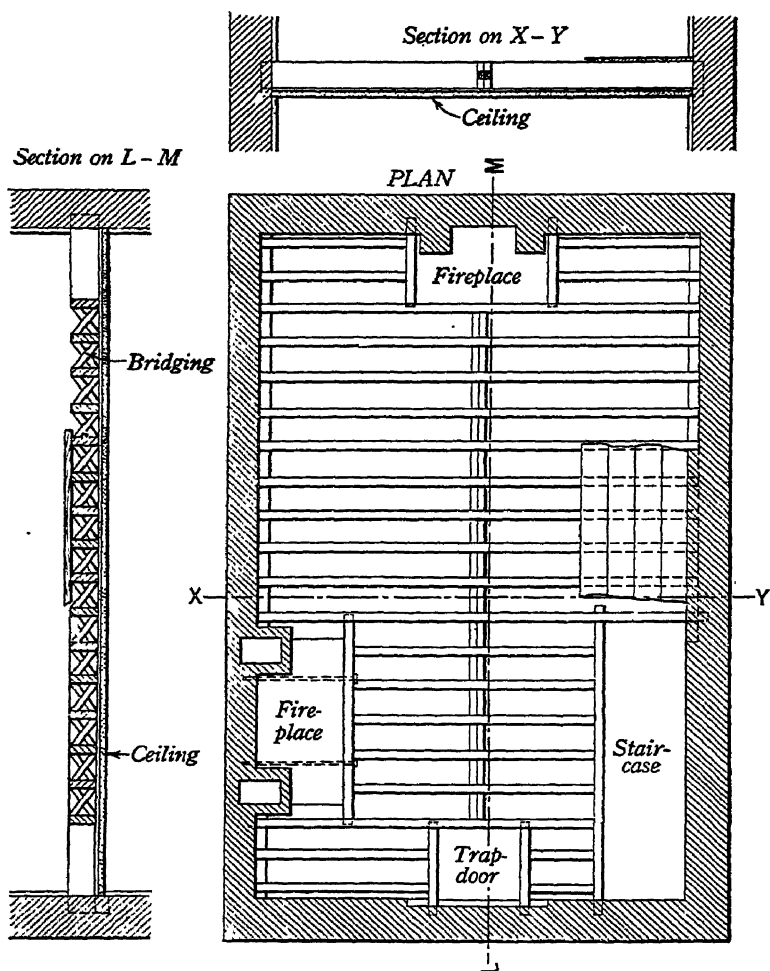 Section on X - Y
Ceiling
Section on L - M
PLAN
M
Fireplace
Bridging
X
Y
Fire-
place
Stair-
case
Ceiling
Trap-
door
L